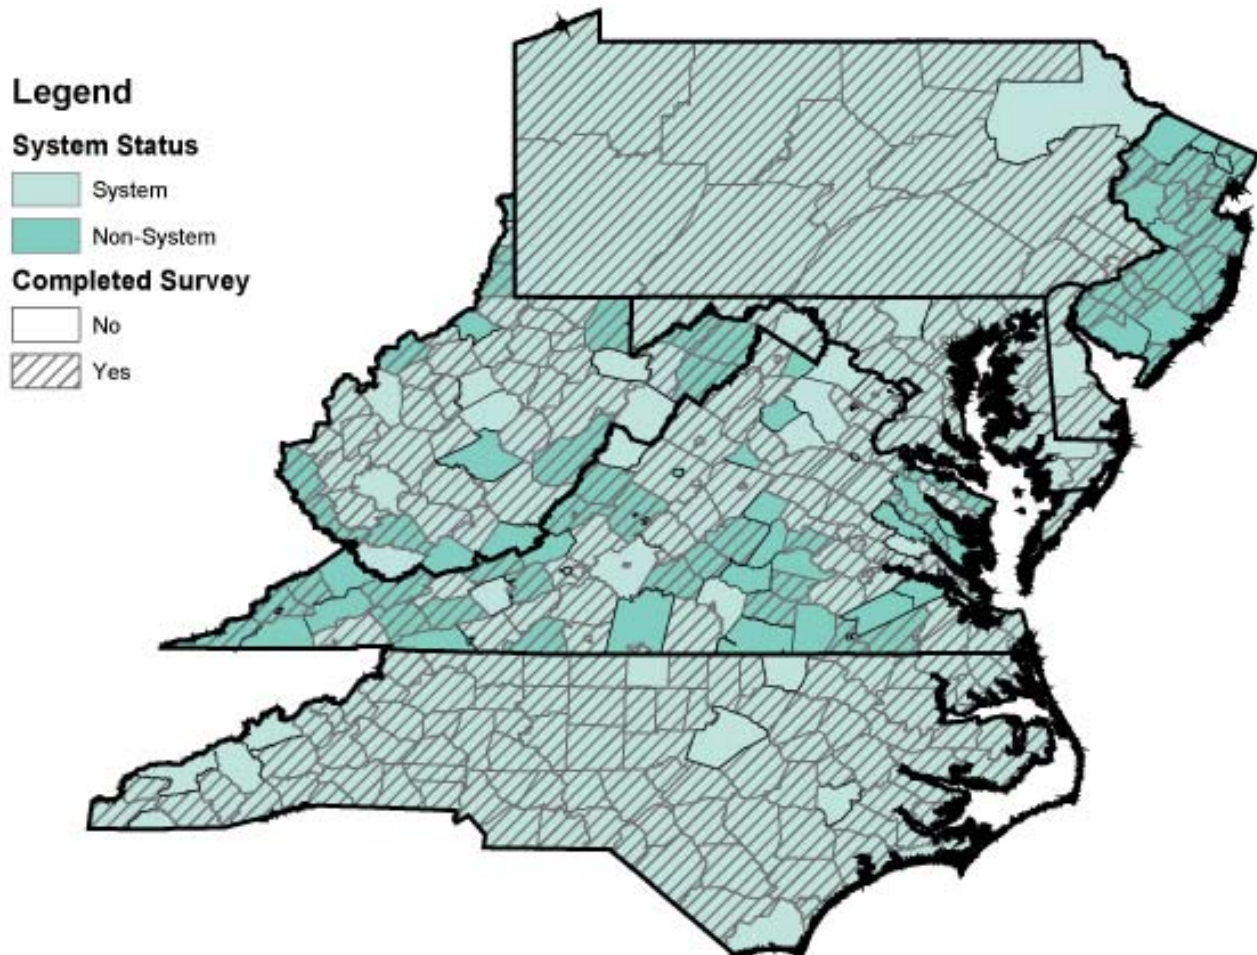 Legend
System Status
System
Non-System
Completed Survey
No
Yes